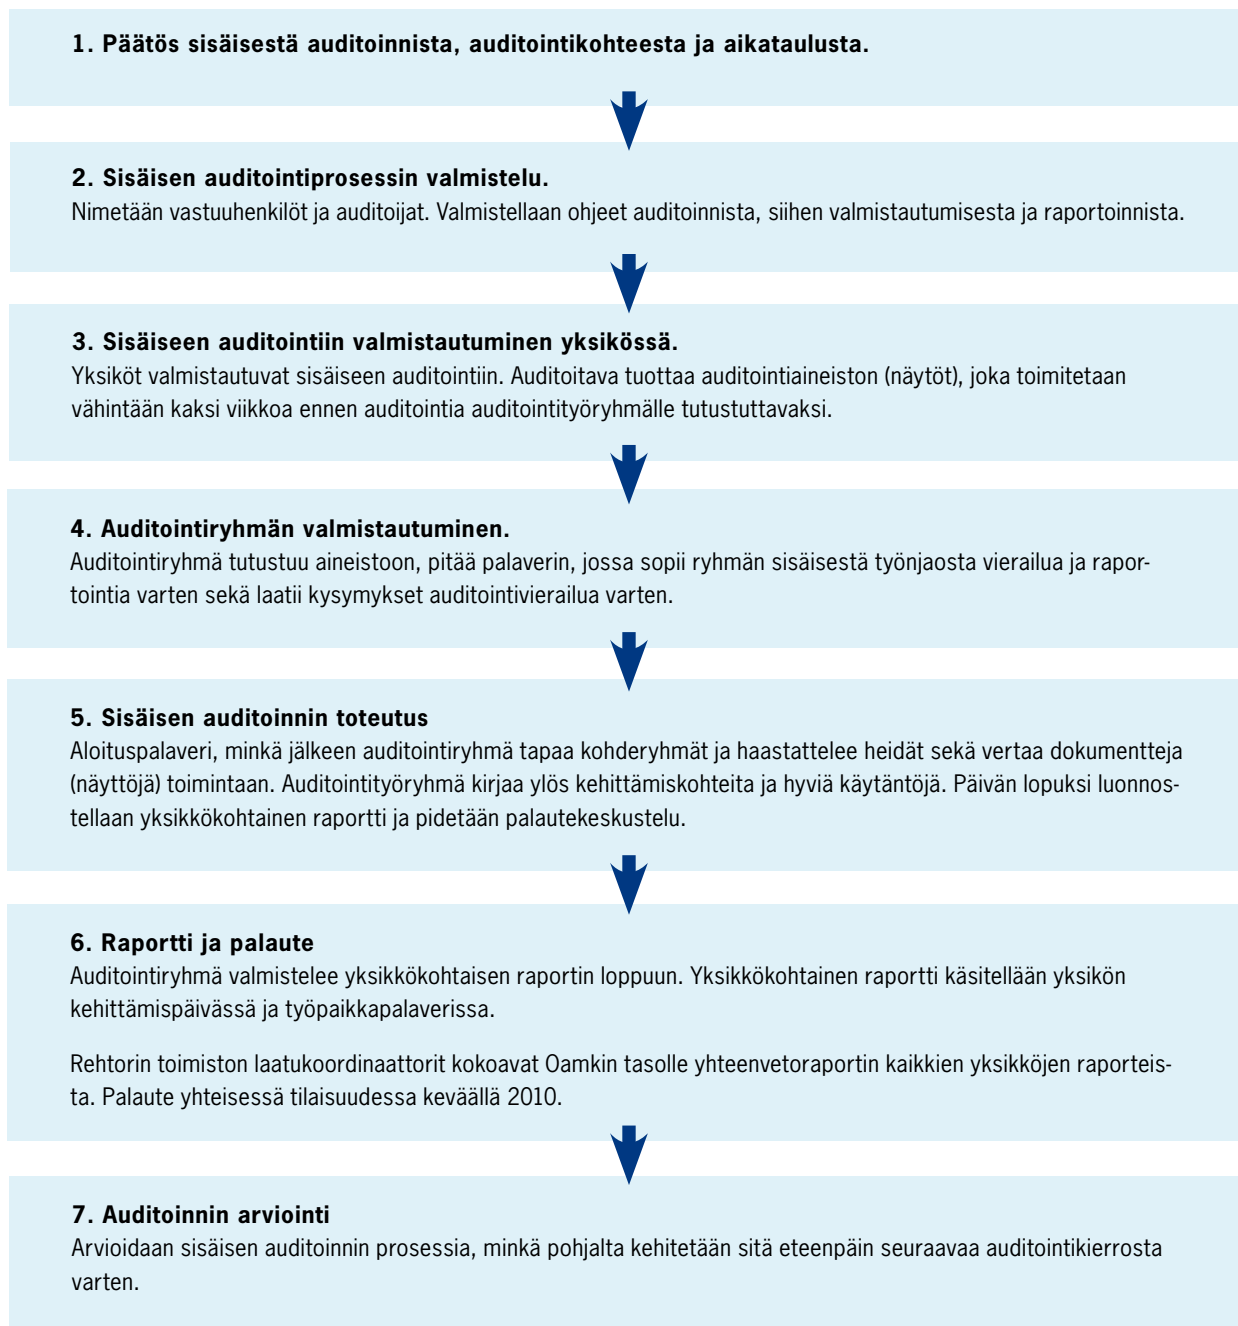 1. Päätös sisäisestä auditoinnista, auditointikohteesta ja aikataulusta.
2. Sisäisen auditointiprosessin valmistelu.
Nimetään vastuuhenkilöt ja auditoijat. Valmistellaan ohjeet auditoinnista, siihen valmistautumisesta ja raportoinnista.
3. Sisäiseen auditointiin valmistautuminen yksikössä.
Yksiköt valmistautuvat sisäiseen auditointiin. Auditoitava tuottaa auditointiaineiston (näytöt), joka toimitetaan
vähintään kaksi viikkoa ennen auditointia auditointityöryhmälle tutustuttavaksi.
4. Auditointiryhmän valmistautuminen.
Auditointiryhmä tutustuu aineistoon, pitää palaverin, jossa sopii ryhmän sisäisestä työnjaosta vierailua ja rapor-
tointia varten sekä laatii kysymykset auditointivierailua varten.
5. Sisäisen auditoinnin toteutus
Aloituspalaveri, minkä jälkeen auditointiryhmä tapaa kohderyhmät ja haastattelee heidät sekä vertaa dokumentteja
(näyttöjä) toimintaan. Auditointityöryhmä kirjaa ylös kehittämiskohteita ja hyviä käytäntöjä. Päivän lopuksi luonnos-
tellaan yksikkökohtainen raportti ja pidetään palautekeskustelu.
6. Raportti ja palaute
Auditointiryhmä valmistelee yksikkökohtaisen raportin loppuun. Yksikkökohtainen raportti käsitellään yksikön
kehittämispäivässä ja työpaikkapalaverissa.
Rehtorin toimiston laatukoordinaattorit kokoavat Oamkin tasolle yhteenvetoraportin kaikkien yksikköjen raporteis-
ta. Palaute yhteisessä tilaisuudessa keväällä 2010.
7. Auditoinnin arviointi
Arvioidaan sisäisen auditoinnin prosessia, minkä pohjalta kehitetään sitä eteenpäin seuraavaa auditointikierrosta
varten.